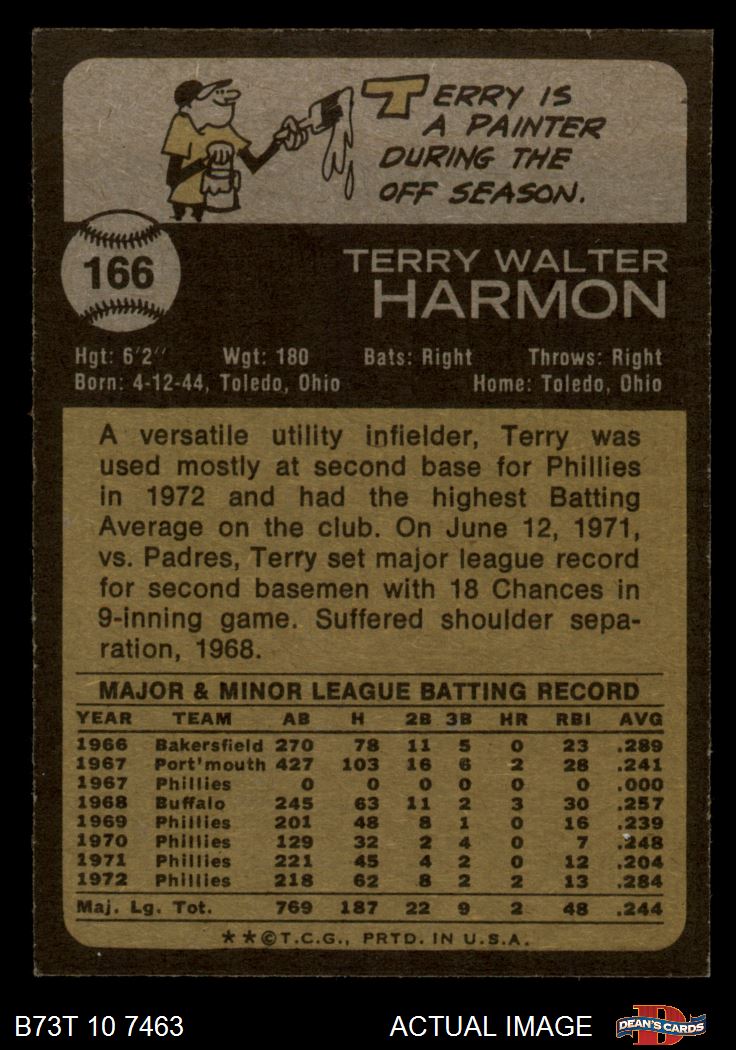 TERRY IS
A PAINTER
DURING THE
OFF SEASON.
166
TERRY WALTER
HARMON
Hgt: 6'2'' Wgt: 180 Bats: Right Throws: Right
Born: 4-12-44, Toledo, Ohio Home: Toledo, Ohio
A versatile utility infielder, Terry was
used mostly at second base for Phillies
in 1972 and had the highest Batting
Average on the club. On June 12, 1971,
vs. Padres, Terry set major league record
for second basemen with 18 Chances in
9-inning game. Suffered shoulder sepa-
ration, 1968.
MAJOR & MINOR LEAGUE BATTING RECORD
YEAR TEAM AB H 2B 3B HR RBI AVG
1966 Bakersfield 270 78 11 5 0 23 .289
1967 Port'mouth 427 103 16 6 2 28 .241
1967 Phillies 0 0 0 0 0 0 .000
1968 Buffalo 245 63 11 2 3 30 .257
1969 Phillies 201 48 8 1 0 16 .239
1970 Phillies 129 32 2 4 0 7 .248
1971 Phillies 221 45 4 2 0 12 .204
1972 Phillies 218 62 8 2 2 13 .284
Maj. Lg. Tot. 769 187 22 9 2 48 .244
★★©T.C.G., PRTD. IN U.S.A.
B73T 10 7463 ACTUAL IMAGE D DEAN'S CARDS